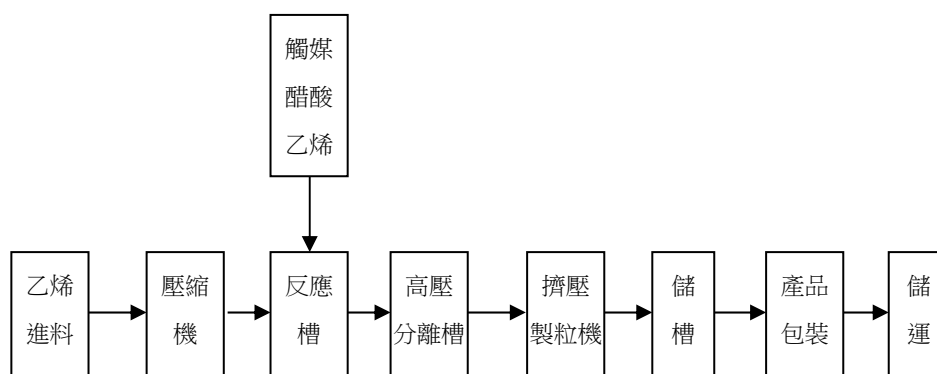 觸媒
醋酸
乙烯
乙烯
進料
壓縮
機
反應
槽
高壓
分離槽
擠壓
製粒機
儲
槽
產品
包裝
儲
運